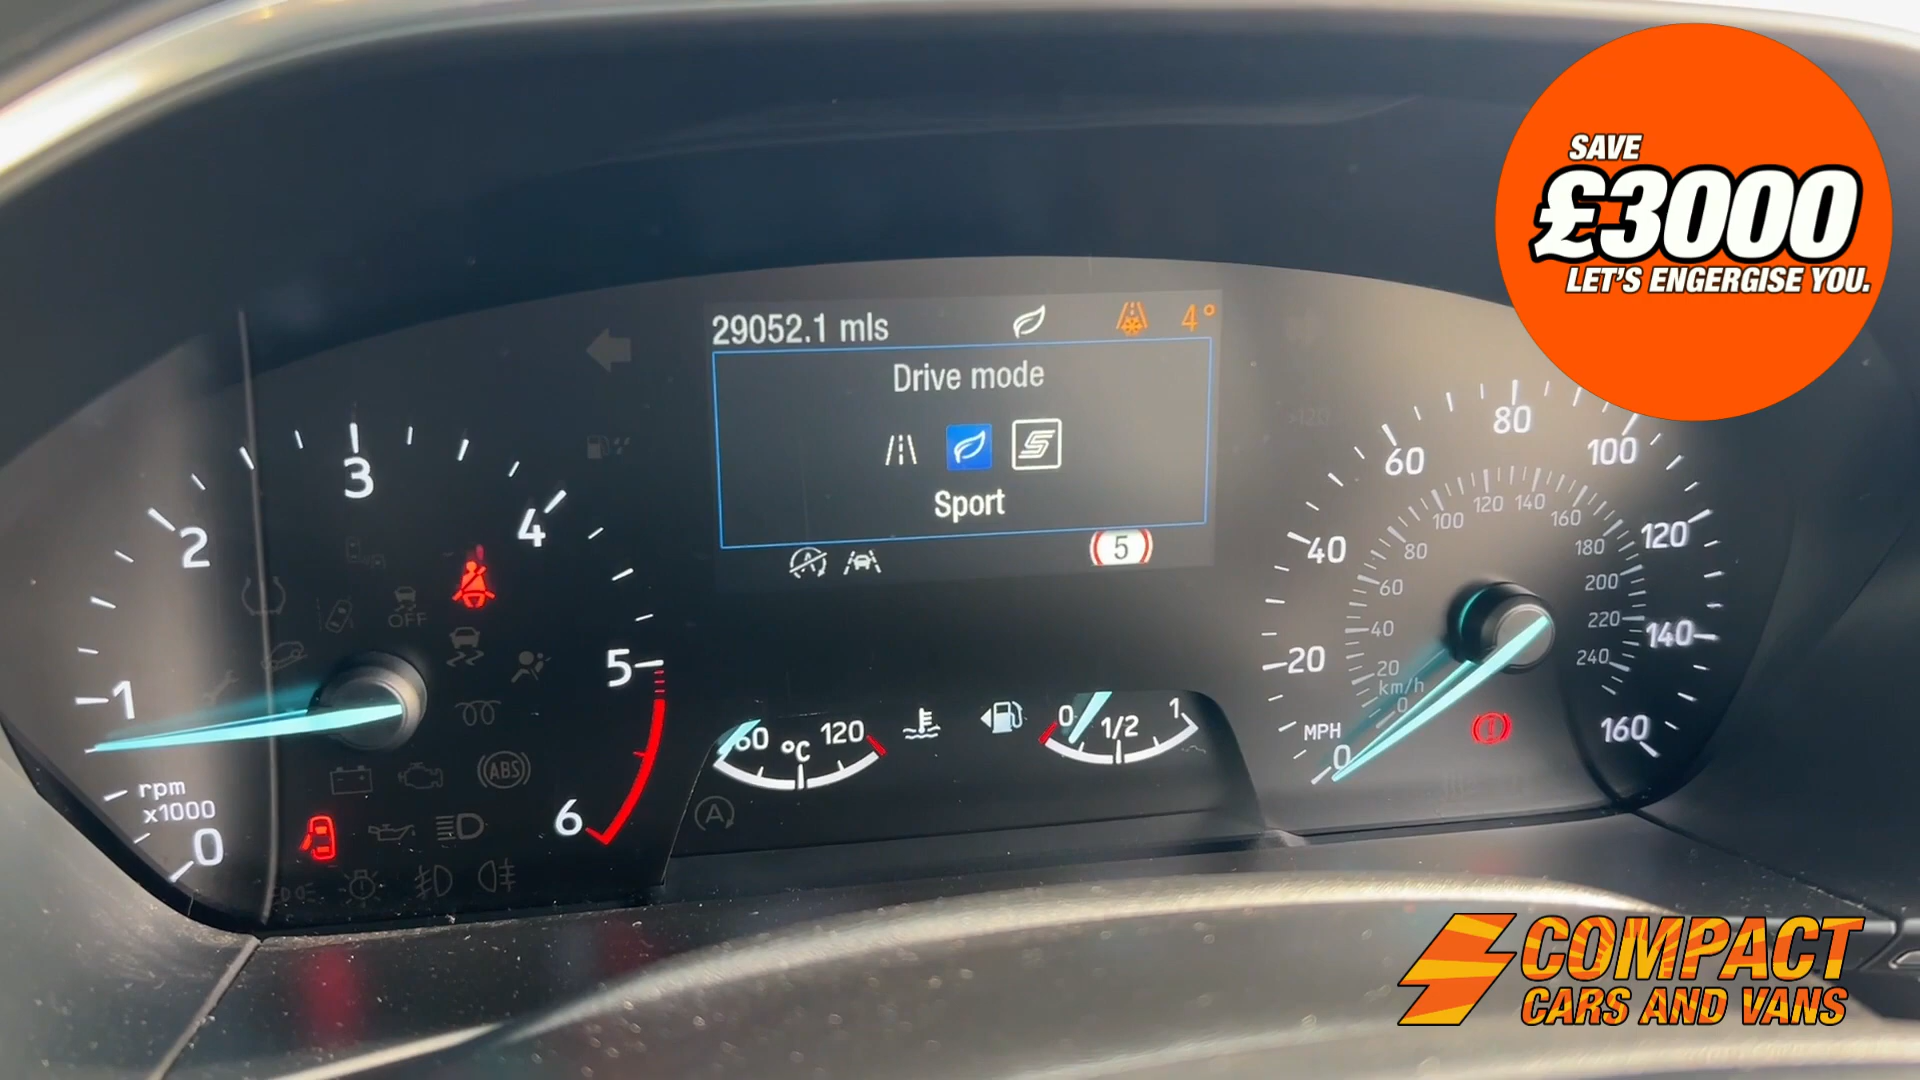 SAVE
£3000
LET'S ENGERGISE YOU.
29052.1 mls
4°
Drive mode
Sport
5
0
1
2
3
4
5
6
rpm
x1000
OFF
ABS
A
60 °C 120
0 1/2 1
0
20
40
60
80
100
120
140
160
MPH
km/h
0
20
40
60
80
100
120
140
160
180
200
220
240
COMPACT
CARS AND VANS